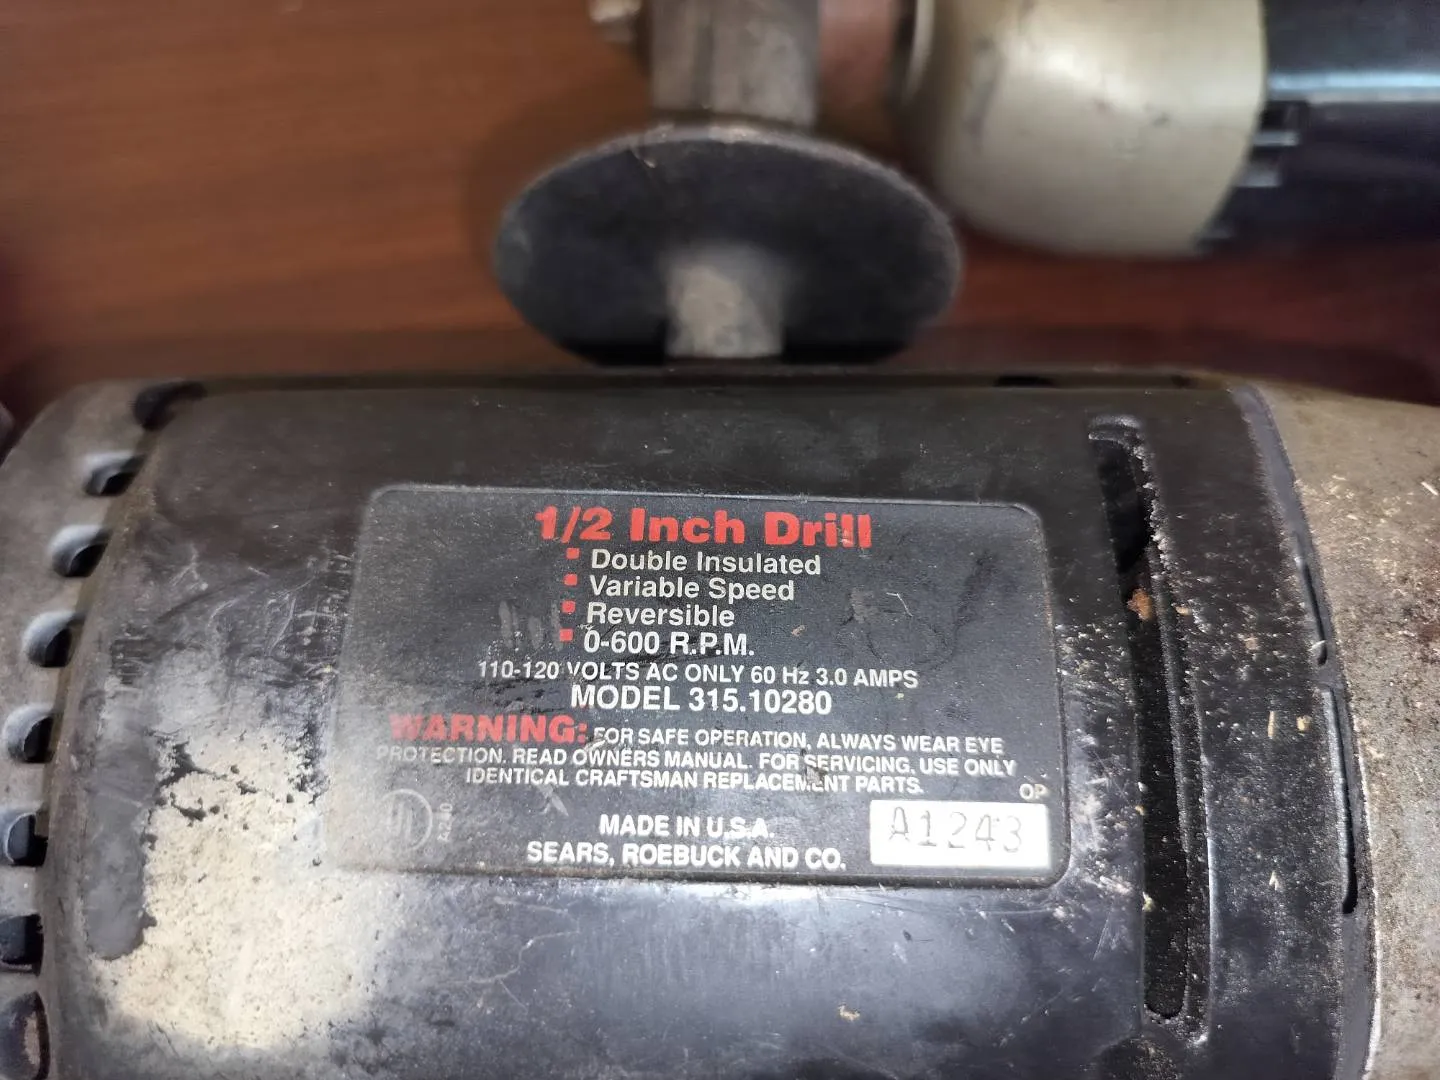 1/2 Inch Drill
Double Insulated
Variable Speed
Reversible
0-600 R.P.M.
110-120 VOLTS AC ONLY 60 Hz 3.0 AMPS
MODEL 315.10280
WARNING: FOR SAFE OPERATION, ALWAYS WEAR EYE
PROTECTION. READ OWNERS MANUAL. FOR SERVICING, USE ONLY
IDENTICAL CRAFTSMAN REPLACEMENT PARTS.
OP
UL
MADE IN U.S.A.
A1243
SEARS, ROEBUCK AND CO.